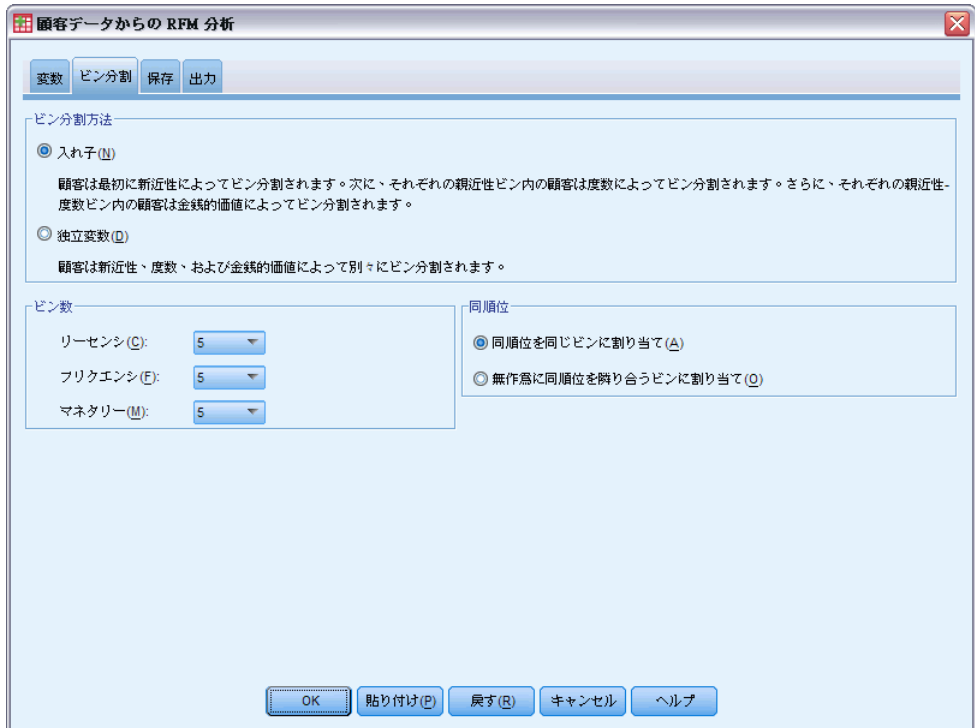 顧客データからの RFM 分析
変数 ビン分割 保存 出力
ビン分割方法
入れ子(N)
顧客は最初に新近性によってビン分割されます。次に、それぞれの親近性ビン内の顧客は度数によってビン分割されます。さらに、それぞれの親近性-
度数ビン内の顧客は金銭的価値によってビン分割されます。
独立変数(D)
顧客は新近性、度数、および金銭的価値によって別々にビン分割されます。
ビン数
リーセンシ(C): 5
フリクエンシ(F): 5
マネタリー(M): 5
同順位
同順位を同じビンに割り当て(A)
無作為に同順位を隣り合うビンに割り当て(O)
OK 貼り付け(P) 戻す(R) キャンセル ヘルプ